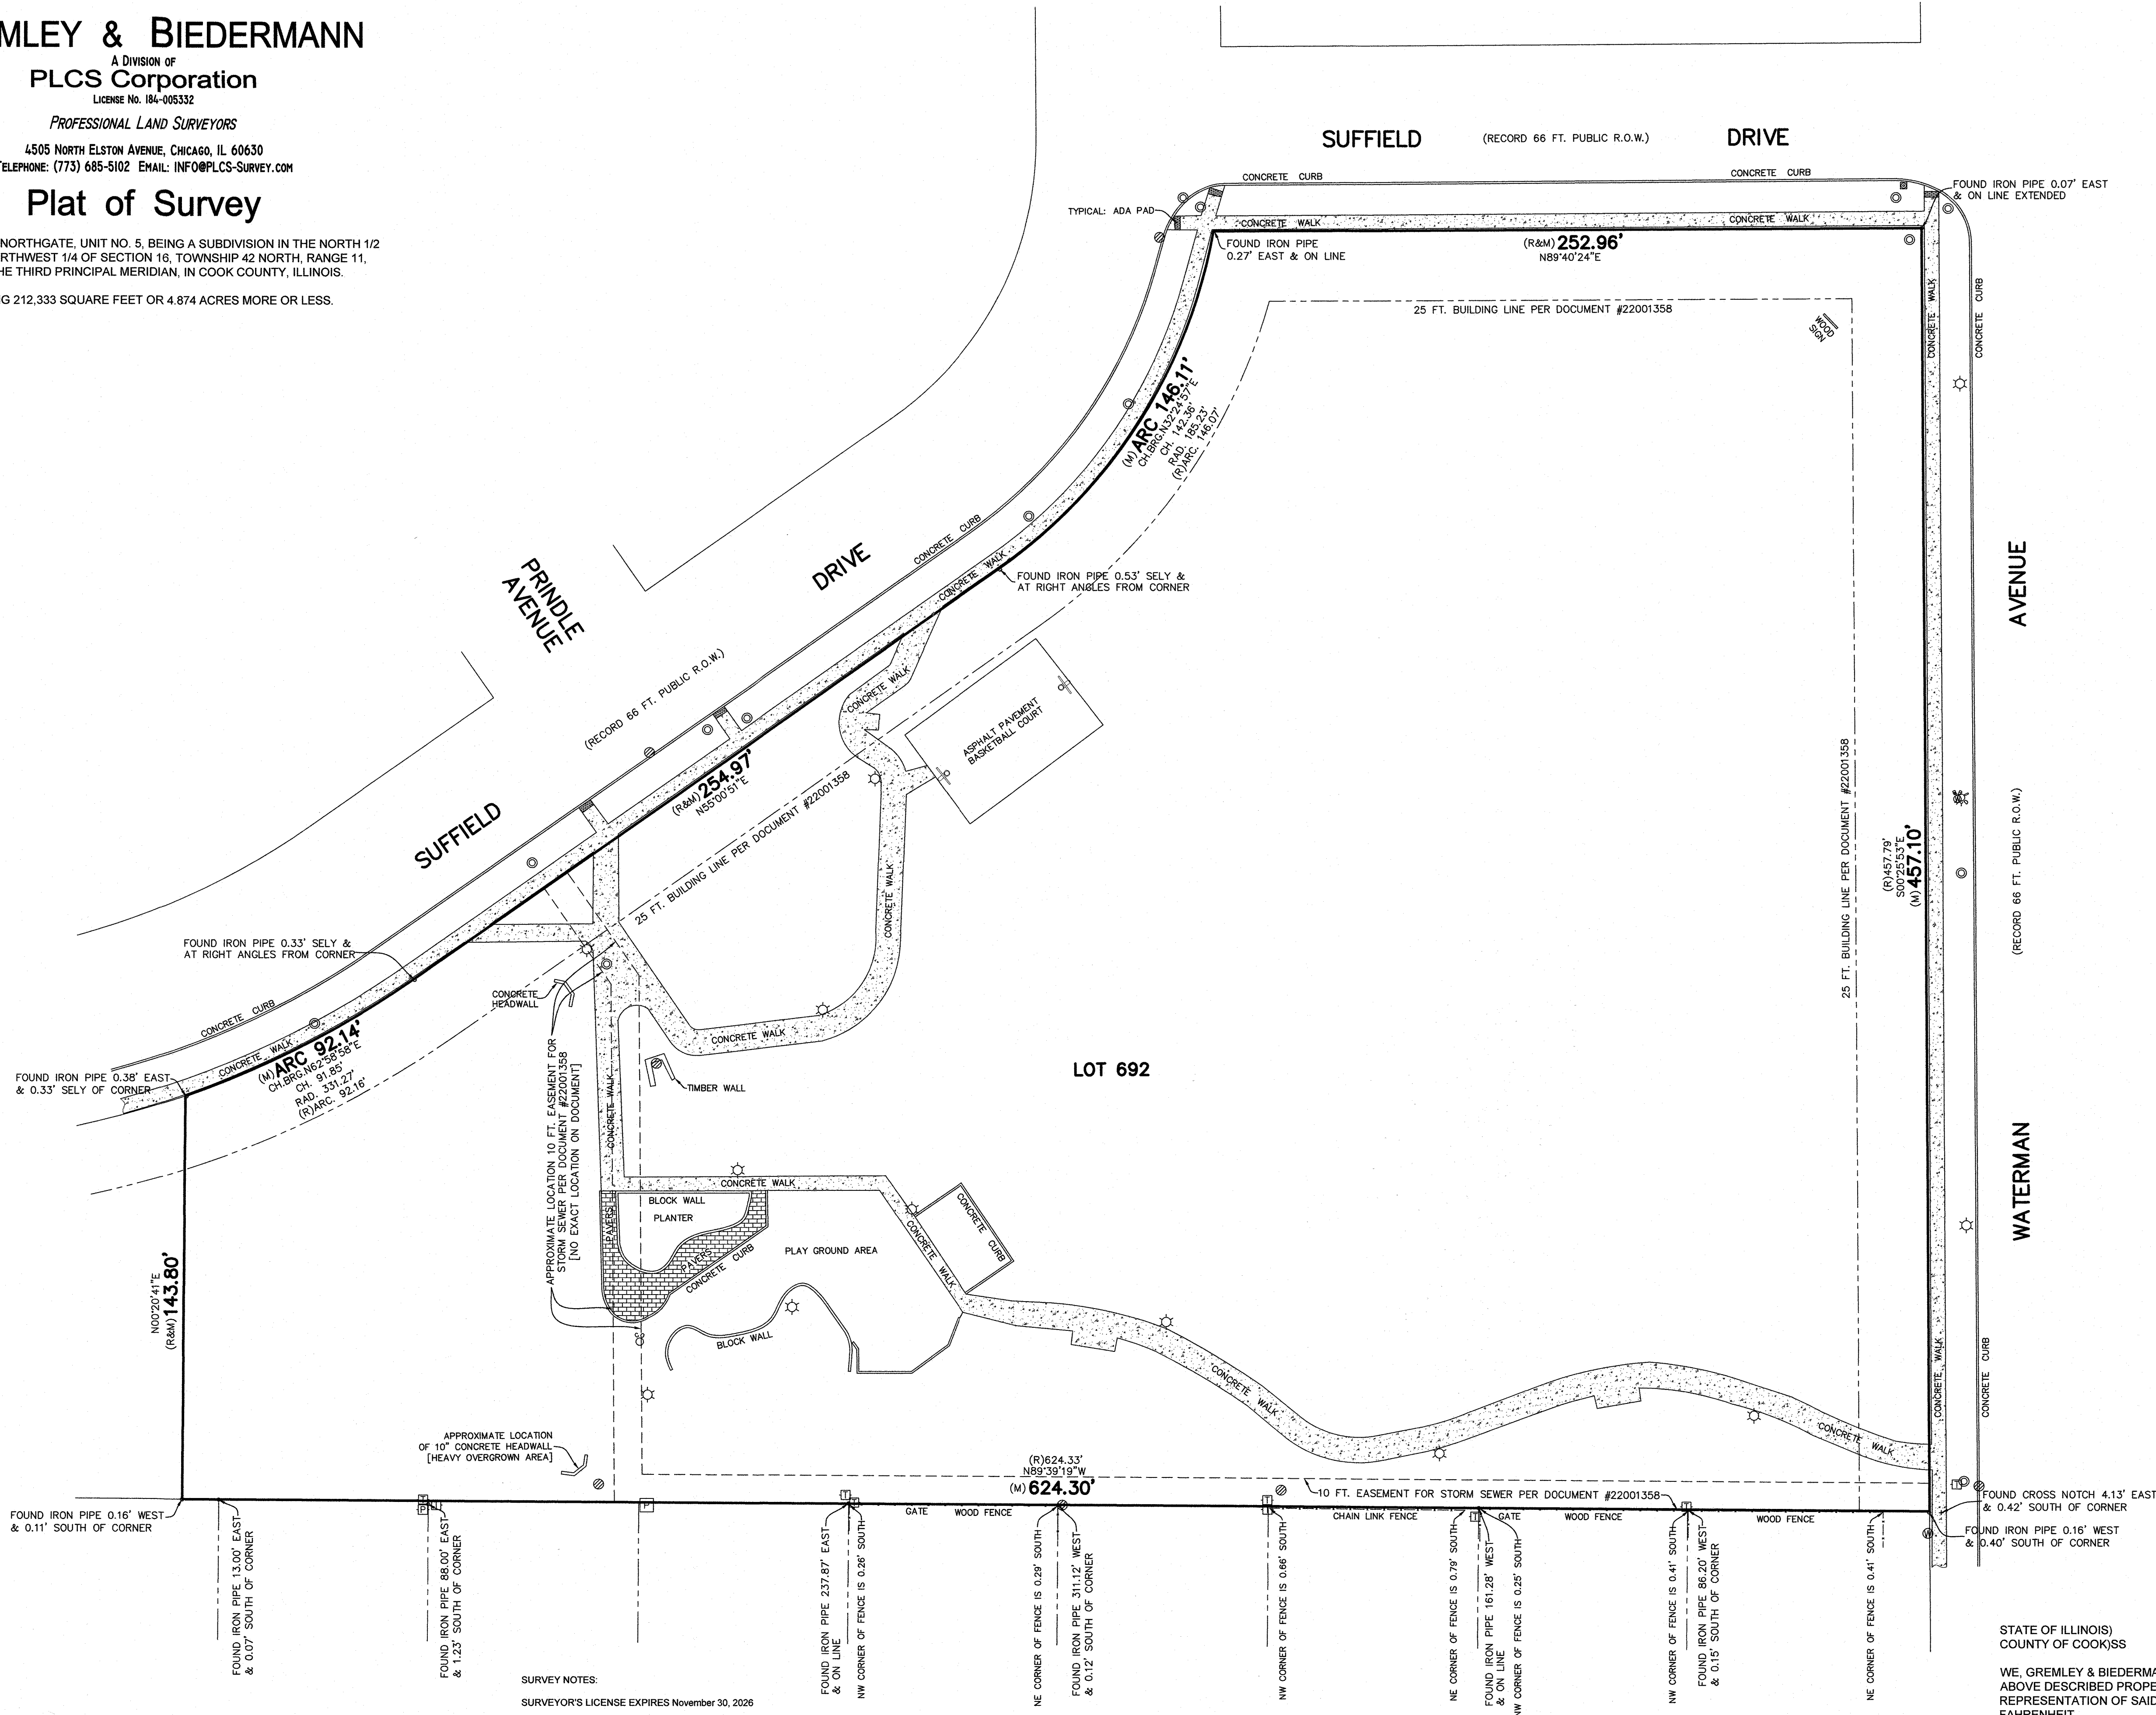 MLEY & BIEDERMANN
A DIVISION OF
PLCS Corporation
LICENSE NO. 184-005332
PROFESSIONAL LAND SURVEYORS
4505 NORTH ELSTON AVENUE, CHICAGO, IL 60630
TELEPHONE: (773) 685-5102 EMAIL: INFO@PLCS-SURVEY.COM
Plat of Survey
NORTHGATE, UNIT NO. 5, BEING A SUBDIVISION IN THE NORTH 1/2
RTHWEST 1/4 OF SECTION 16, TOWNSHIP 42 NORTH, RANGE 11,
HE THIRD PRINCIPAL MERIDIAN, IN COOK COUNTY, ILLINOIS.
G 212,333 SQUARE FEET OR 4.874 ACRES MORE OR LESS.
SUFFIELD (RECORD 66 FT. PUBLIC R.O.W.) DRIVE
CONCRETE CURB
CONCRETE CURB
FOUND IRON PIPE 0.07' EAST
& ON LINE EXTENDED
TYPICAL: ADA PAD
CONCRETE WALK
CONCRETE WALK
FOUND IRON PIPE
0.27' EAST & ON LINE
(R&M) 252.96'
N89°40'24"E
25 FT. BUILDING LINE PER DOCUMENT #22001358
WOOD
SIGN
CONCRETE WALK
CONCRETE CURB
(M) ARC 146.11'
CH.BRG.N32°24'57"E
CH. 142.36'
RAD. 185.23'
(R)ARC. 146.07'
PRINDLE
AVENUE
DRIVE
CONCRETE CURB
CONCRETE WALK
FOUND IRON PIPE 0.53' SELY &
AT RIGHT ANGLES FROM CORNER
AVENUE
(RECORD 66 FT. PUBLIC R.O.W.)
CONCRETE WALK
ASPHALT PAVEMENT
BASKETBALL COURT
(R&M) 254.97'
N55°00'51"E
25 FT. BUILDING LINE PER DOCUMENT #22001358
SUFFIELD
CONCRETE WALK
25 FT. BUILDING LINE PER DOCUMENT #22001358
(R)457.79'
S00°25'53"E
(M) 457.10'
(RECORD 66 FT. PUBLIC R.O.W.)
FOUND IRON PIPE 0.33' SELY &
AT RIGHT ANGLES FROM CORNER
CONCRETE
HEADWALL
CONCRETE CURB
CONCRETE WALK
(M) ARC 92.14'
CH.BRG.N62°58'58"E
CH. 91.85'
RAD. 331.27'
(R)ARC. 92.16'
CONCRETE WALK
FOUND IRON PIPE 0.38' EAST
& 0.33' SELY OF CORNER
TIMBER WALL
LOT 692
CONCRETE WALK
APPROXIMATE LOCATION 10 FT. EASEMENT FOR
STORM SEWER PER DOCUMENT #22001358
[NO EXACT LOCATION ON DOCUMENT]
WATERMAN
CONCRETE WALK
BLOCK WALL
PLANTER
PAVERS
PAVERS
CONCRETE CURB
PLAY GROUND AREA
CONCRETE WALK
CONCRETE CURB
N00°20'41"E
(R&M) 143.80'
BLOCK WALL
CONCRETE WALK
CONCRETE WALK
CONCRETE WALK
CONCRETE CURB
APPROXIMATE LOCATION
OF 10" CONCRETE HEADWALL
[HEAVY OVERGROWN AREA]
(R)624.33'
N89°39'19"W
(M) 624.30'
10 FT. EASEMENT FOR STORM SEWER PER DOCUMENT #22001358
FOUND CROSS NOTCH 4.13' EAST
& 0.42' SOUTH OF CORNER
FOUND IRON PIPE 0.16' WEST
& 0.11' SOUTH OF CORNER
T
P
T
P
T
T
GATE
WOOD FENCE
T
CHAIN LINK FENCE
T
GATE
WOOD FENCE
T
WOOD FENCE
T
W
FOUND IRON PIPE 0.16' WEST
& 0.40' SOUTH OF CORNER
FOUND IRON PIPE 13.00' EAST
& 0.07' SOUTH OF CORNER
FOUND IRON PIPE 88.00' EAST
& 1.23' SOUTH OF CORNER
FOUND IRON PIPE 237.87' EAST
& ON LINE
NW CORNER OF FENCE IS 0.26' SOUTH
NE CORNER OF FENCE IS 0.29' SOUTH
FOUND IRON PIPE 311.12' WEST
& 0.12' SOUTH OF CORNER
NW CORNER OF FENCE IS 0.66' SOUTH
NE CORNER OF FENCE IS 0.79' SOUTH
FOUND IRON PIPE 161.28' WEST
& ON LINE
NW CORNER OF FENCE IS 0.25' SOUTH
NW CORNER OF FENCE IS 0.41' SOUTH
FOUND IRON PIPE 86.20' WEST
& 0.15' SOUTH OF CORNER
NE CORNER OF FENCE IS 0.41' SOUTH
SURVEY NOTES:
SURVEYOR'S LICENSE EXPIRES November 30, 2026
STATE OF ILLINOIS)
COUNTY OF COOK)SS
WE, GREMLEY & BIEDERMA
ABOVE DESCRIBED PROPE
REPRESENTATION OF SAID
FAHRENHEIT